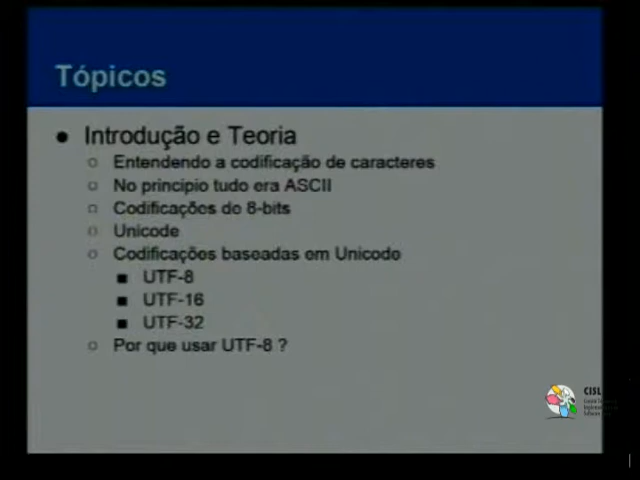 Tópicos
Introdução e Teoria
Entendendo a codificação de caracteres
No principio tudo era ASCII
Codificações de 8-bits
Unicode
Codificações baseadas em Unicode
UTF-8
UTF-16
UTF-32
Por que usar UTF-8 ?
CISL